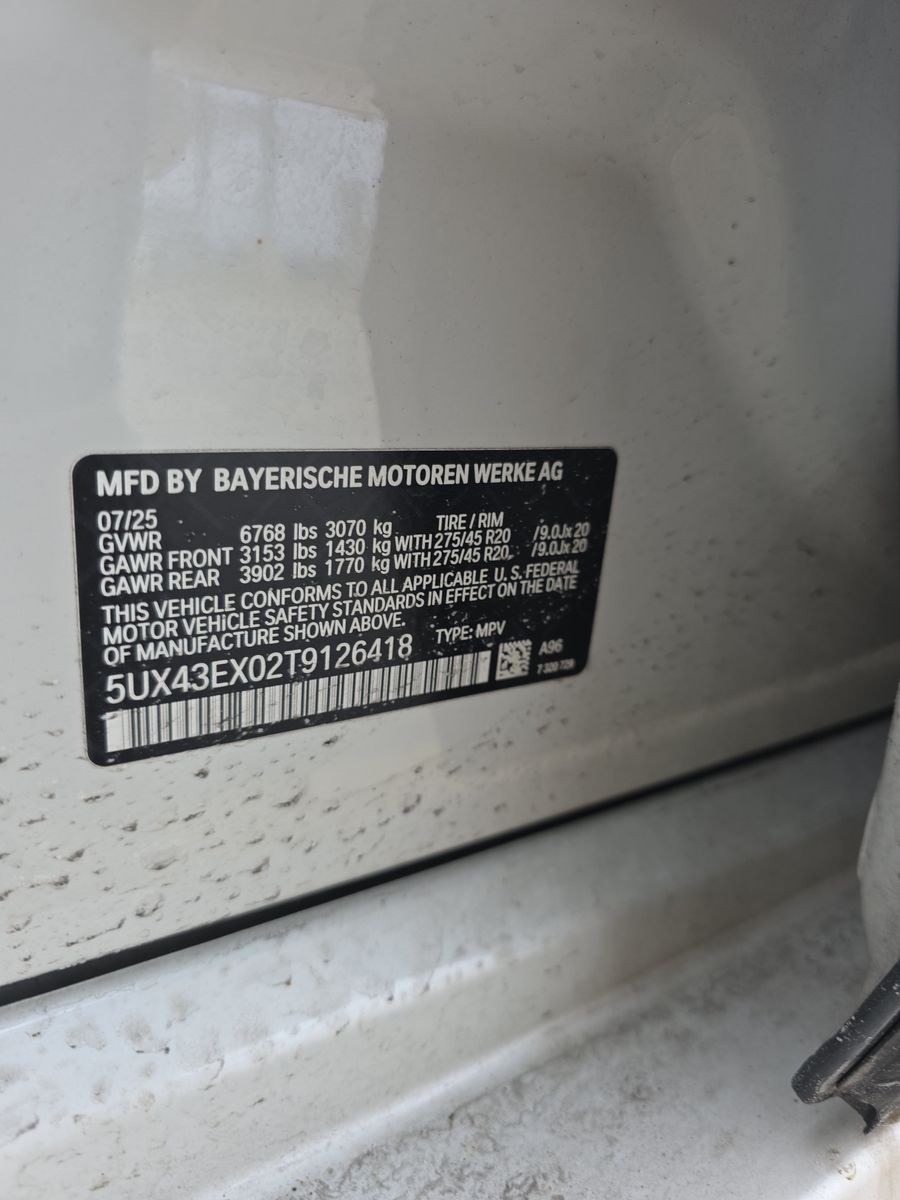 MFD BY BAYERISCHE MOTOREN WERKE AG
07/25 TIRE / RIM
GVWR 6768 lbs 3070 kg
GAWR FRONT 3153 lbs 1430 kg WITH 275/45 R20 /9.0Jx 20
GAWR REAR 3902 lbs 1770 kg WITH 275/45 R20 /9.0Jx 20
THIS VEHICLE CONFORMS TO ALL APPLICABLE U. S. FEDERAL
MOTOR VEHICLE SAFETY STANDARDS IN EFFECT ON THE DATE
OF MANUFACTURE SHOWN ABOVE. TYPE: MPV
5UX43EX02T9126418 A96
7 320 729